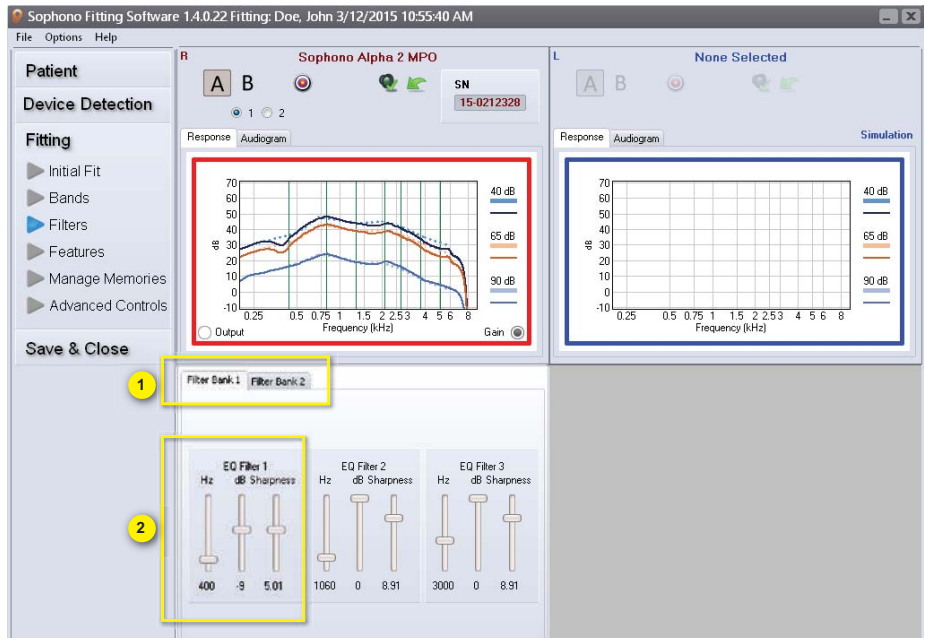 Sophono Fitting Software 1.4.0.22 Fitting: Doe, John 3/12/2015 10:55:40 AM
File Options Help
Patient
Device Detection
Fitting
Initial Fit
Bands
Filters
Features
Manage Memories
Advanced Controls
Save & Close
R Sophono Alpha 2 MPO
A B
SN
15-0212328
1 2
Response Audiogram
70
60
50
40
30
20
10
0
-10
dB
0.25 0.5 0.75 1 1.5 2 2.5 3 4 5 6 8
Frequency (kHz)
Output Gain
40 dB
65 dB
90 dB
L None Selected
A B
Response Audiogram Simulation
70
60
50
40
30
20
10
0
-10
dB
0.25 0.5 0.75 1 1.5 2 2.5 3 4 5 6 8
Frequency (kHz)
40 dB
65 dB
90 dB
1
Filter Bank 1 Filter Bank 2
2
EQ Filter 1
Hz dB Sharpness
400 -9 5.01
EQ Filter 2
Hz dB Sharpness
1060 0 8.91
EQ Filter 3
Hz dB Sharpness
3000 0 8.91